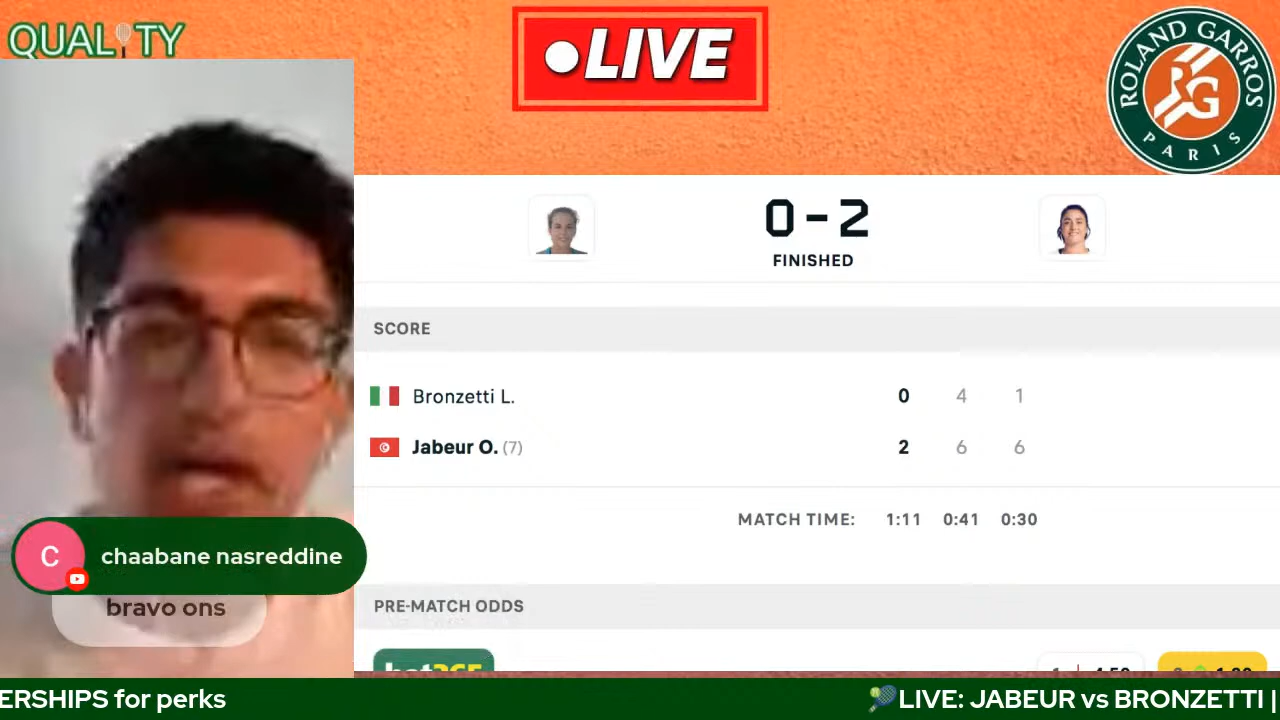 QUALITY
LIVE
ROLAND GARROS
RG
PARIS
0 - 2
FINISHED
SCORE
Bronzetti L. 0 4 1
Jabeur O. (7) 2 6 6
MATCH TIME: 1:11 0:41 0:30
C chaabane nasreddine
bravo ons
PRE-MATCH ODDS
bet365
ERSHIPS for perks
LIVE: JABEUR vs BRONZETTI |